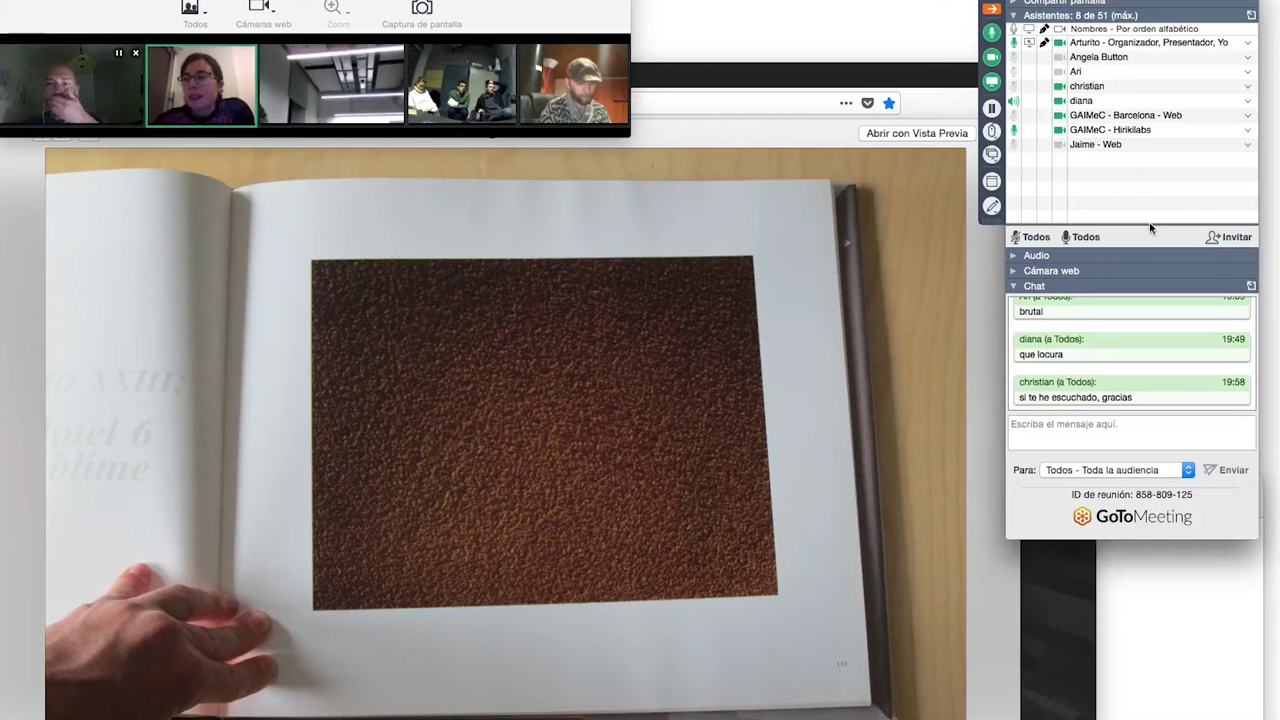 Todos
Cámaras web
Zoom
Captura de pantalla
Abrir con Vista Previa
Compartir pantalla
Asistentes: 8 de 51 (máx.)
Nombres - Por orden alfabético
Arturito - Organizador, Presentador, Yo
Angela Button
Ari
christian
diana
GAIMeC - Barcelona - Web
GAIMeC - Hirikilabs
Jaime - Web
Todos Todos Invitar
Audio
Cámara web
Chat
brutal
diana (a Todos): 19:49
que locura
christian (a Todos): 19:58
si te he escuchado, gracias
Escriba el mensaje aquí.
Para: Todos - Toda la audiencia Enviar
ID de reunión: 858-809-125
GoToMeeting
XXIII;
6
10